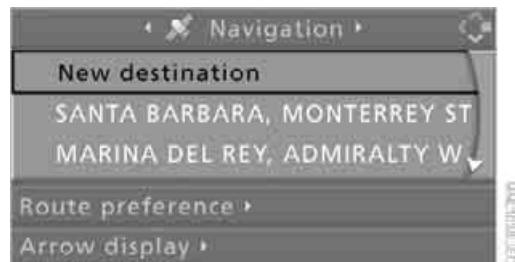 Navigation
New destination
SANTA BARBARA, MONTERREY ST
MARINA DEL REY, ADMIRALTY W
Route preference
Arrow display